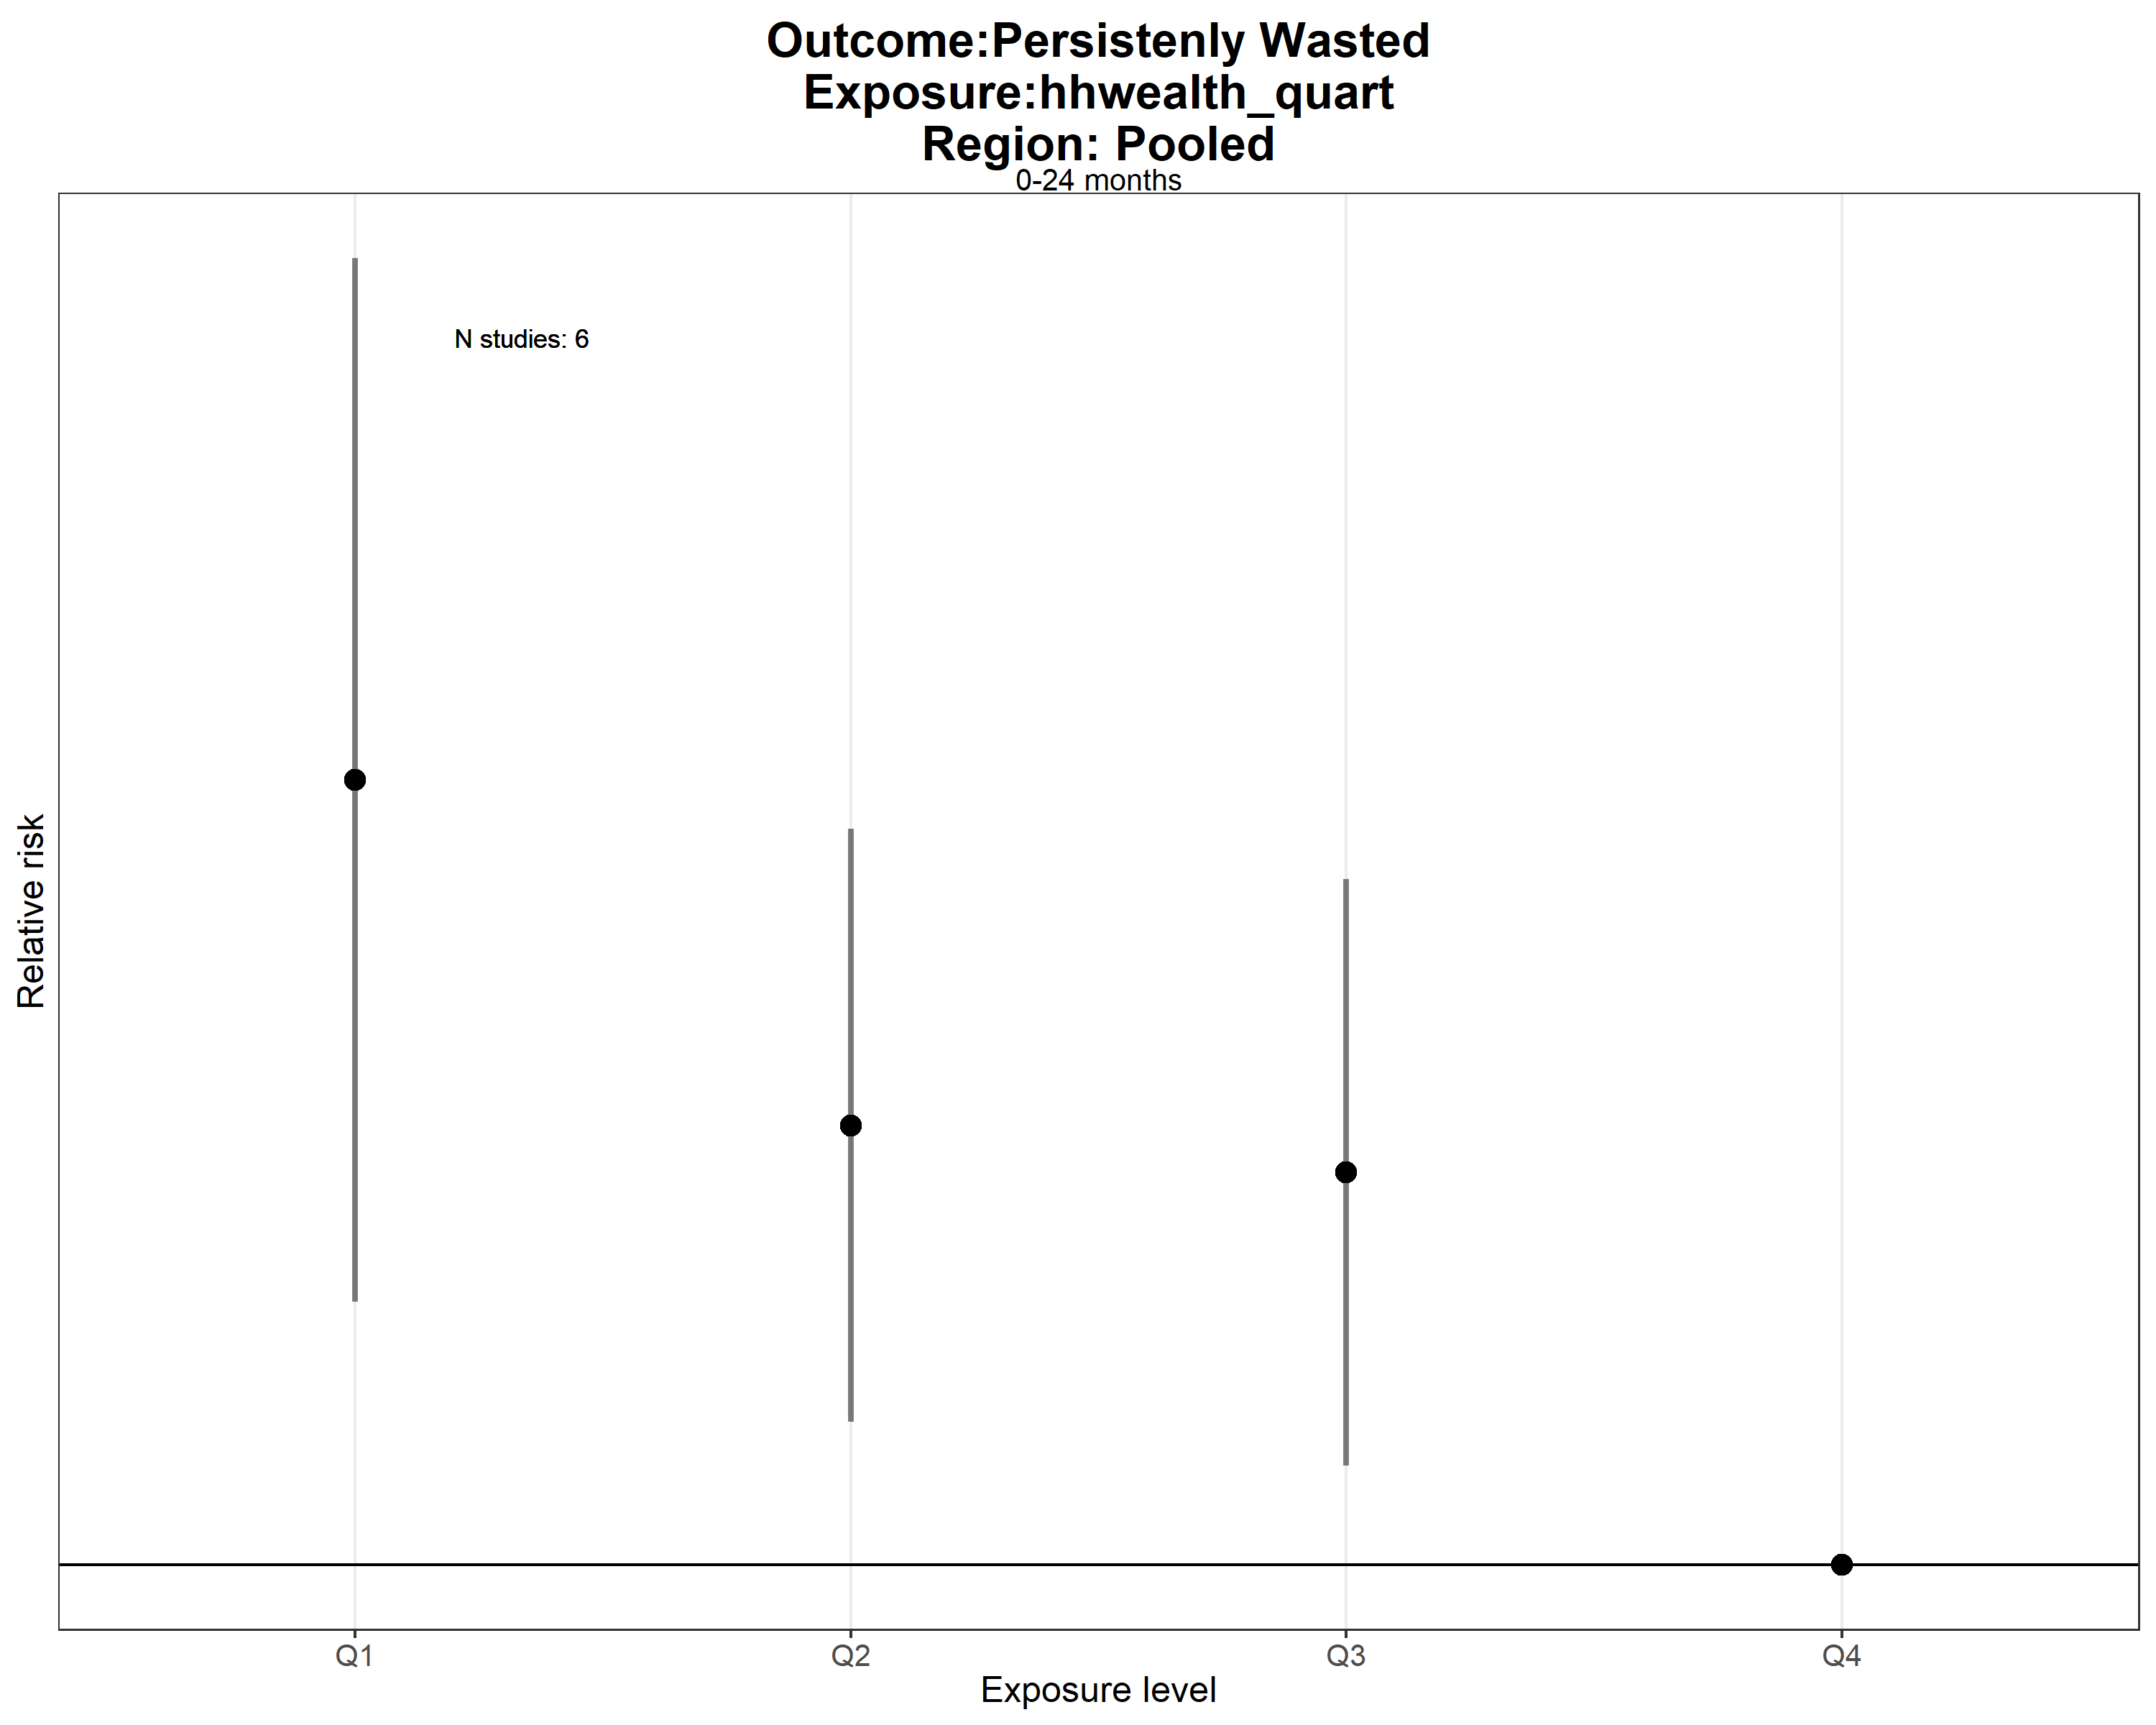 Outcome:Persistenly Wasted
Exposure:hhwealth_quart
Region: Pooled
0-24 months
N studies: 6
Relative risk
Q1 Q2 Q3 Q4
Exposure level